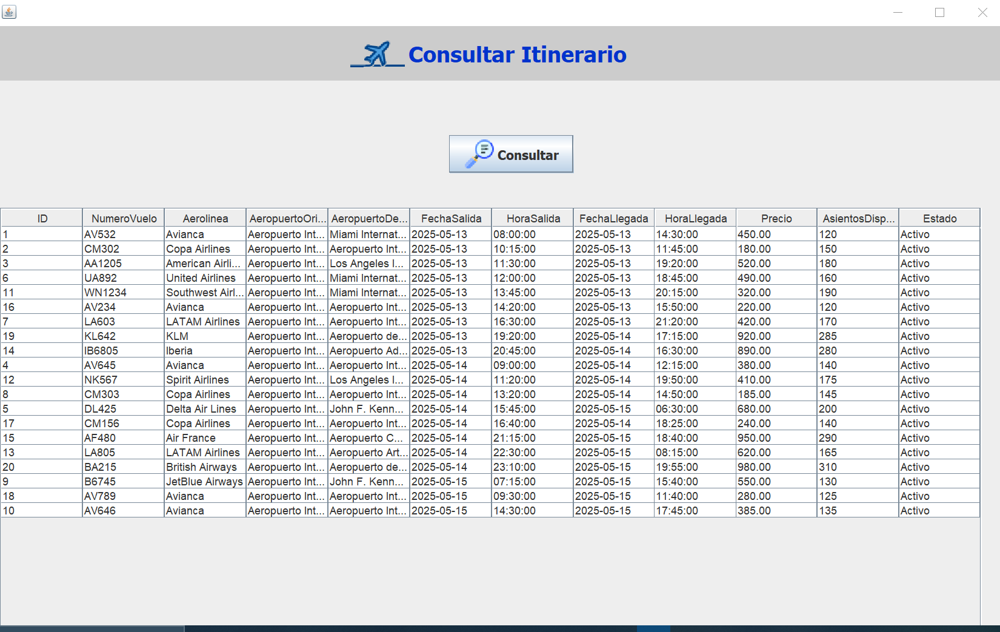 Consultar Itinerario
Consultar
ID NumeroVuelo Aerolinea AeropuertoOri... AeropuertoDe... FechaSalida HoraSalida FechaLlegada HoraLlegada Precio AsientosDisp... Estado
1 AV532 Avianca Aeropuerto Int... Miami Internat... 2025-05-13 08:00:00 2025-05-13 14:30:00 450.00 120 Activo
2 CM302 Copa Airlines Aeropuerto Int... Aeropuerto Int... 2025-05-13 10:15:00 2025-05-13 11:45:00 180.00 150 Activo
3 AA1205 American Airli... Aeropuerto Int... Los Angeles I... 2025-05-13 11:30:00 2025-05-13 19:20:00 520.00 180 Activo
6 UA892 United Airlines Aeropuerto Int... Miami Internat... 2025-05-13 12:00:00 2025-05-13 18:45:00 490.00 160 Activo
11 WN1234 Southwest Airl... Aeropuerto Int... Miami Internat... 2025-05-13 13:45:00 2025-05-13 20:15:00 320.00 190 Activo
16 AV234 Avianca Aeropuerto Int... Aeropuerto Int... 2025-05-13 14:20:00 2025-05-13 15:50:00 220.00 120 Activo
7 LA603 LATAM Airlines Aeropuerto Int... Aeropuerto Int... 2025-05-13 16:30:00 2025-05-13 21:20:00 420.00 170 Activo
19 KL642 KLM Aeropuerto Int... Aeropuerto de... 2025-05-13 19:20:00 2025-05-14 17:15:00 920.00 285 Activo
14 IB6805 Iberia Aeropuerto Int... Aeropuerto Ad... 2025-05-13 20:45:00 2025-05-14 16:30:00 890.00 280 Activo
4 AV645 Avianca Aeropuerto Int... Aeropuerto Int... 2025-05-14 09:00:00 2025-05-14 12:15:00 380.00 140 Activo
12 NK567 Spirit Airlines Aeropuerto Int... Los Angeles I... 2025-05-14 11:20:00 2025-05-14 19:50:00 410.00 175 Activo
8 CM303 Copa Airlines Aeropuerto Int... Aeropuerto Int... 2025-05-14 13:20:00 2025-05-14 14:50:00 185.00 145 Activo
5 DL425 Delta Air Lines Aeropuerto Int... John F. Kenn... 2025-05-14 15:45:00 2025-05-15 06:30:00 680.00 200 Activo
17 CM156 Copa Airlines Aeropuerto Int... Aeropuerto Int... 2025-05-14 16:40:00 2025-05-14 18:25:00 240.00 140 Activo
15 AF480 Air France Aeropuerto Int... Aeropuerto C... 2025-05-14 21:15:00 2025-05-15 18:40:00 950.00 290 Activo
13 LA805 LATAM Airlines Aeropuerto Int... Aeropuerto Art... 2025-05-14 22:30:00 2025-05-15 08:15:00 620.00 165 Activo
20 BA215 British Airways Aeropuerto Int... Aeropuerto de... 2025-05-14 23:10:00 2025-05-15 19:55:00 980.00 310 Activo
9 B6745 JetBlue Airways Aeropuerto Int... John F. Kenn... 2025-05-15 07:15:00 2025-05-15 15:40:00 550.00 130 Activo
18 AV789 Avianca Aeropuerto Int... Aeropuerto Int... 2025-05-15 09:30:00 2025-05-15 11:40:00 280.00 125 Activo
10 AV646 Avianca Aeropuerto Int... Aeropuerto Int... 2025-05-15 14:30:00 2025-05-15 17:45:00 385.00 135 Activo